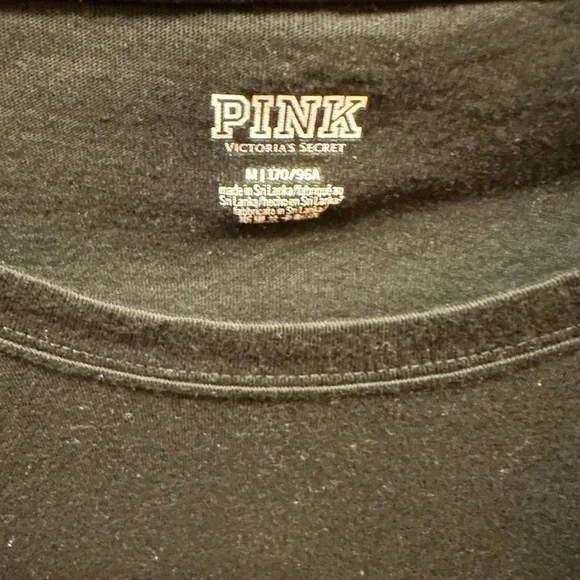 PINK
VICTORIA'S SECRET
M | 170/96A
made in Sri Lanka/fabriqué au
Sri Lanka/hecho en Sri Lanka/
fabbricato in Sri Lanka